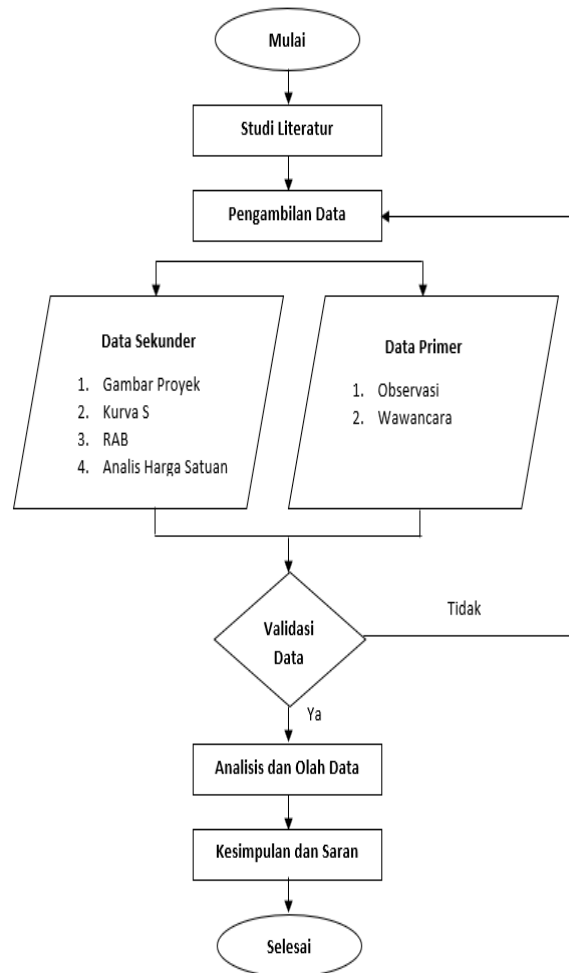 Mulai
Studi Literatur
Pengambilan Data
Data Sekunder
1. Gambar Proyek
2. Kurva S
3. RAB
4. Analis Harga Satuan
Data Primer
1. Observasi
2. Wawancara
Validasi
Data
Tidak
Ya
Analisis dan Olah Data
Kesimpulan dan Saran
Selesai